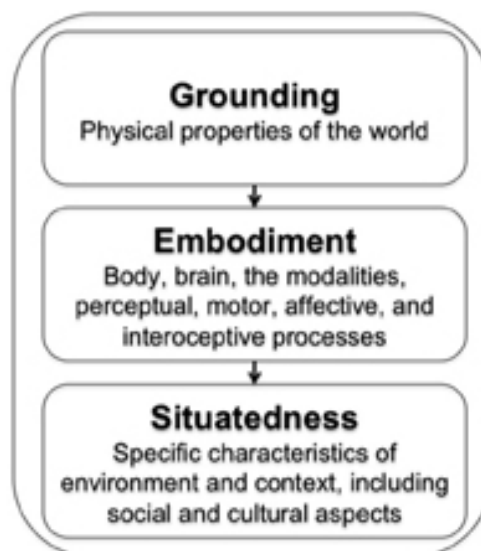 Grounding
Physical properties of the world
Embodiment
Body, brain, the modalities,
perceptual, motor, affective, and
interoceptive processes
Situatedness
Specific characteristics of
environment and context, including
social and cultural aspects